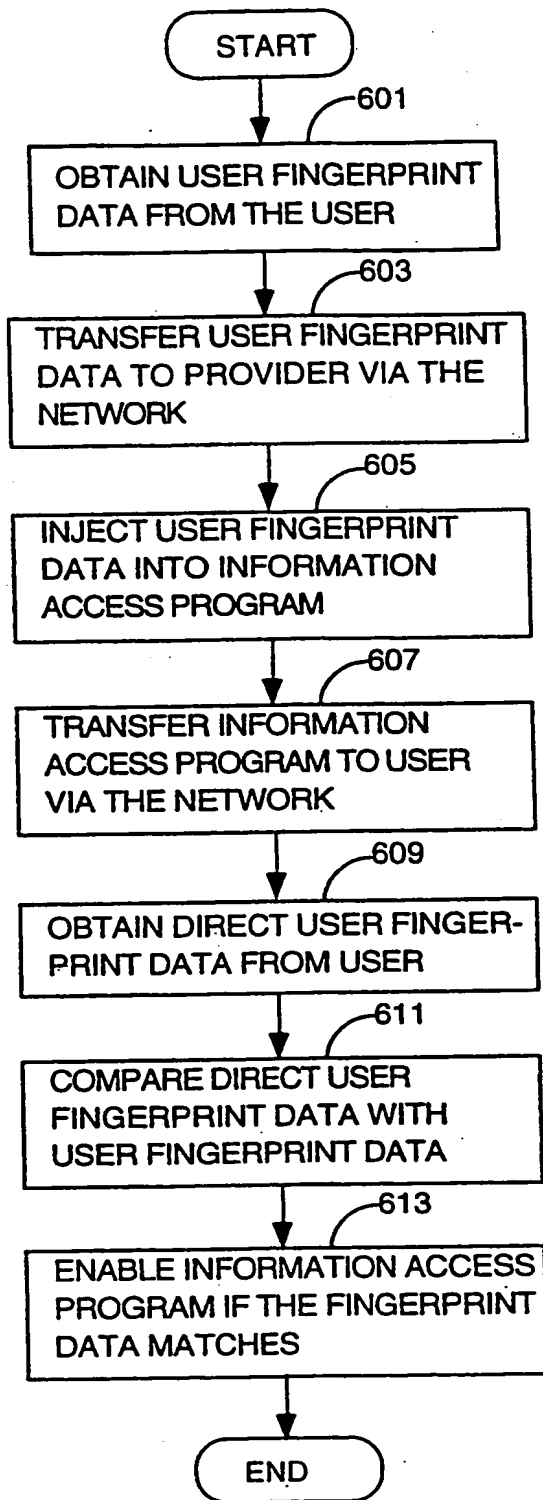 START
601
OBTAIN USER FINGERPRINT
DATA FROM THE USER
603
TRANSFER USER FINGERPRINT
DATA TO PROVIDER VIA THE
NETWORK
605
INJECT USER FINGERPRINT
DATA INTO INFORMATION
ACCESS PROGRAM
607
TRANSFER INFORMATION
ACCESS PROGRAM TO USER
VIA THE NETWORK
609
OBTAIN DIRECT USER FINGER-
PRINT DATA FROM USER
611
COMPARE DIRECT USER
FINGERPRINT DATA WITH
USER FINGERPRINT DATA
613
ENABLE INFORMATION ACCESS
PROGRAM IF THE FINGERPRINT
DATA MATCHES
END